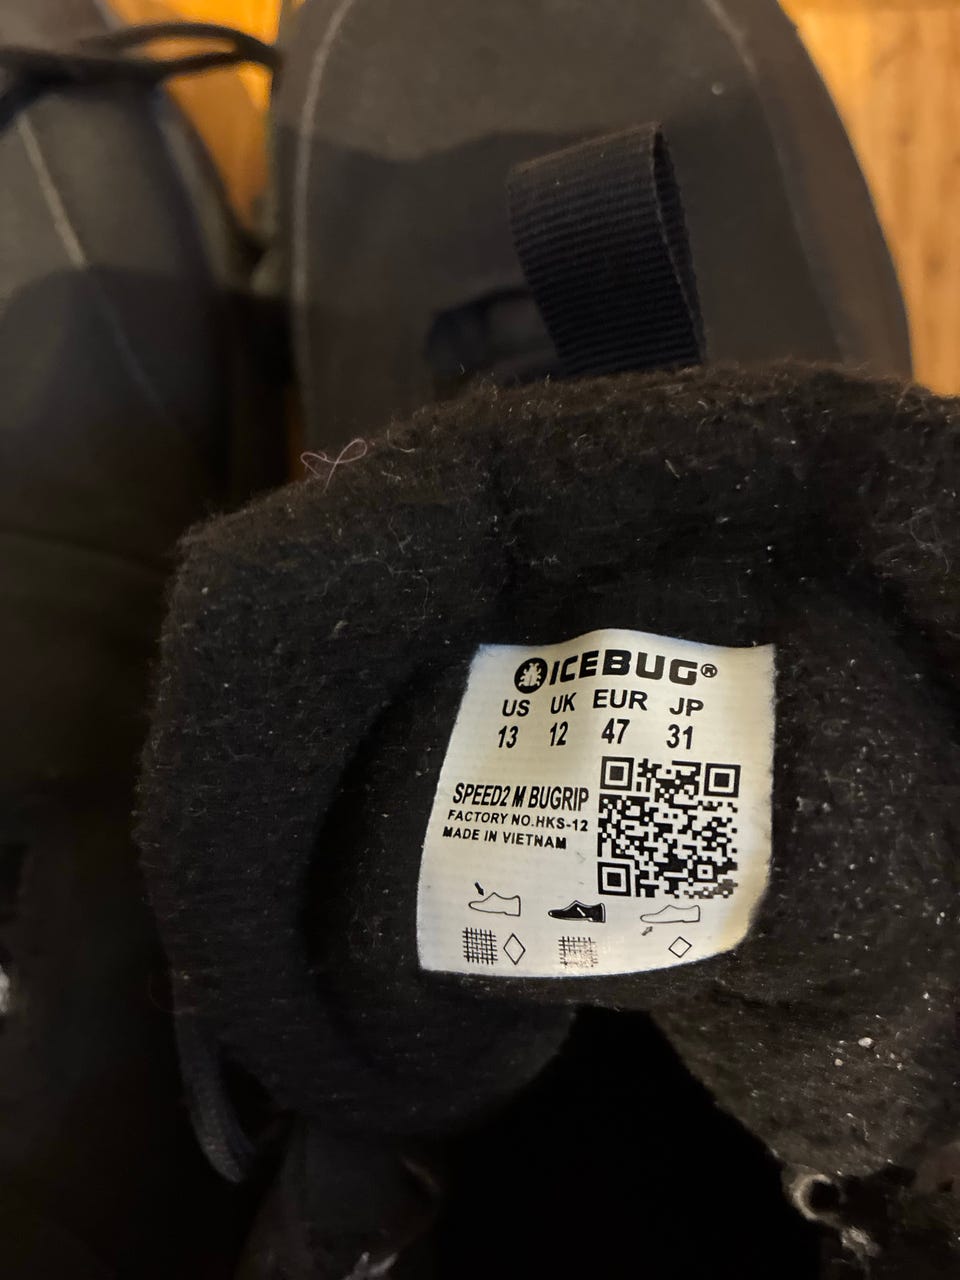 ICEBUG®
US UK EUR JP
13 12 47 31
SPEED2 M BUGRIP
FACTORY NO.HKS-12
MADE IN VIETNAM